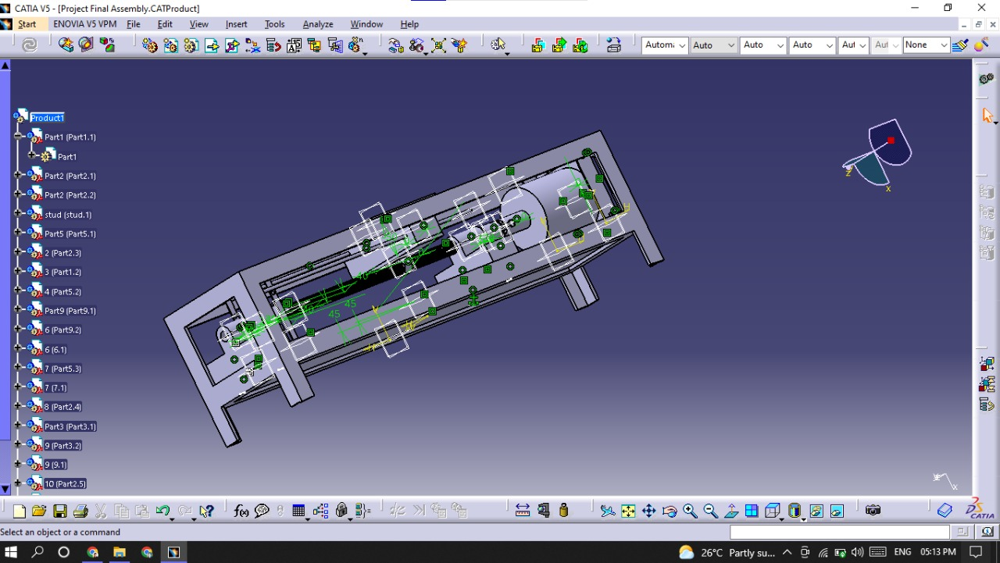 CATIA V5 - [Project Final Assembly.CATProduct]
Start ENOVIA V5 VPM File Edit View Insert Tools Analyze Window Help
Automa Auto Auto Auto Aut Aut None
Product1
Part1 (Part1.1)
Part1
Part2 (Part2.1)
Part2 (Part2.2)
stud (stud.1)
Part5 (Part5.1)
2 (Part2.3)
3 (Part1.2)
4 (Part5.2)
Part9 (Part9.1)
6 (Part9.2)
6 (6.1)
7 (Part5.3)
7 (7.1)
8 (Part2.4)
Part3 (Part3.1)
9 (Part3.2)
9 (9.1)
10 (Part2.5)
45
45
z
x
x
f(x)
CATIA
Select an object or a command
26°C Partly su... ENG 05:13 PM